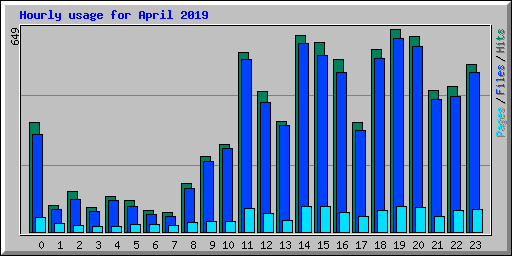 Hourly usage for April 2019
649
0 1 2 3 4 5 6 7 8 9 10 11 12 13 14 15 16 17 18 19 20 21 22 23
Pages/Files/Hits